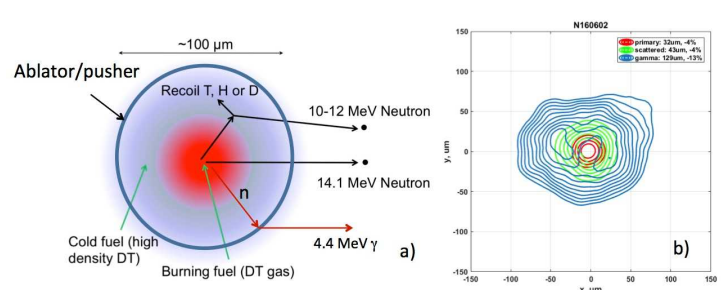 ~100 µm
Ablator/pusher
Recoil T, H or D
10-12 MeV Neutron
14.1 MeV Neutron
n
4.4 MeV γ
Cold fuel (high
density DT)
Burning fuel (DT gas)
a)
N160602
primary: 32um, -4%
scattered: 43um, -4%
gamma: 129um, -13%
y, um
150
100
50
0
-50
-100
-150
-150
-100
-50
0
50
100
150
x, um
b)